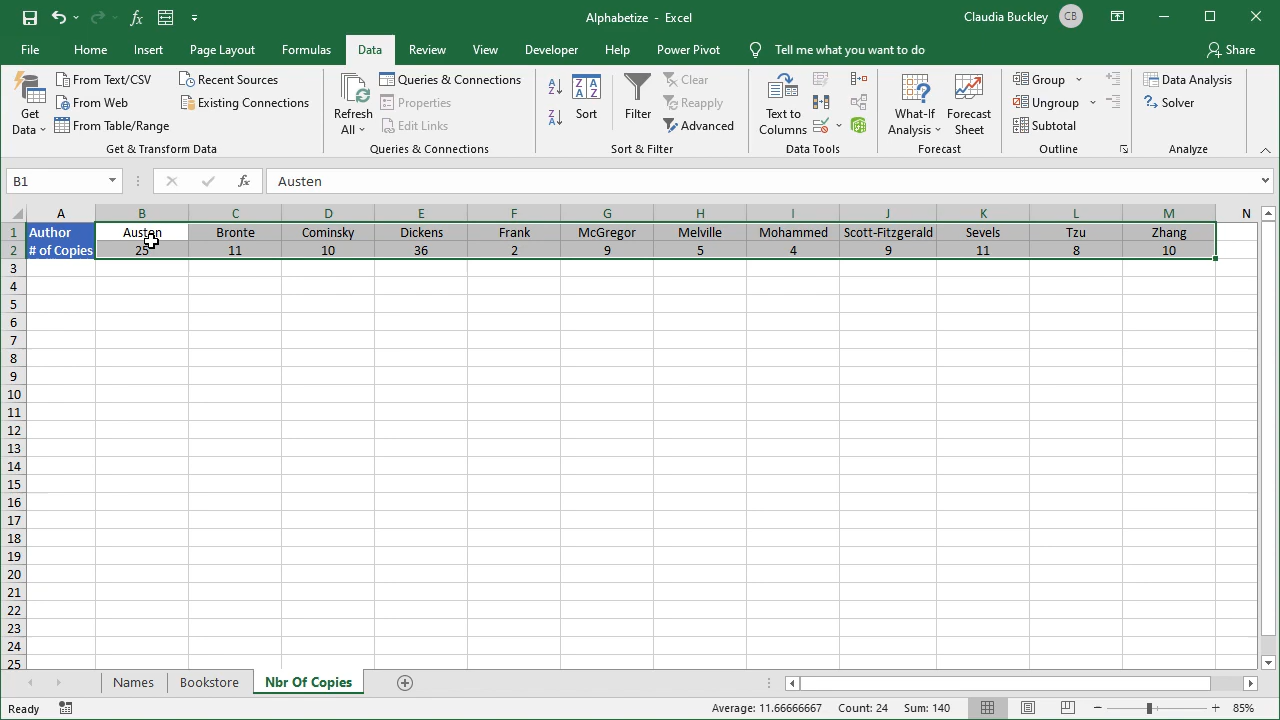 Alphabetize - Excel
Claudia Buckley CB
File Home Insert Page Layout Formulas Data Review View Developer Help Power Pivot Tell me what you want to do Share
Get Data
From Text/CSV
From Web
From Table/Range
Recent Sources
Existing Connections
Get & Transform Data
Refresh All
Queries & Connections
Properties
Edit Links
Queries & Connections
Sort
Filter
Clear
Reapply
Advanced
Sort & Filter
Text to Columns
Data Tools
What-If Analysis
Forecast Sheet
Forecast
Group
Ungroup
Subtotal
Outline
Data Analysis
Solver
Analyze
B1 fx Austen
A B C D E F G H I J K L M N
1 Author Austen Bronte Cominsky Dickens Frank McGregor Melville Mohammed Scott-Fitzgerald Sevels Tzu Zhang
2 # of Copies 25 11 10 36 2 9 5 4 9 11 8 10
3
4
5
6
7
8
9
10
11
12
13
14
15
16
17
18
19
20
21
22
23
24
25
Names Bookstore Nbr Of Copies
Ready Average: 11.66666667 Count: 24 Sum: 140 85%